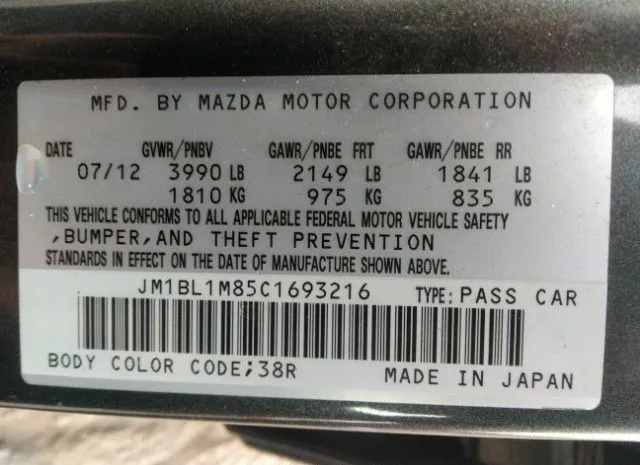 MFD. BY MAZDA MOTOR CORPORATION
DATE GVWR/PNBV GAWR/PNBE FRT GAWR/PNBE RR
07/12 3990 LB 2149 LB 1841 LB
1810 KG 975 KG 835 KG
THIS VEHICLE CONFORMS TO ALL APPLICABLE FEDERAL MOTOR VEHICLE SAFETY
,BUMPER,AND THEFT PREVENTION
STANDARDS IN EFFECT ON THE DATE OF MANUFACTURE SHOWN ABOVE.
JM1BL1M85C1693216 TYPE: PASS CAR
BODY COLOR CODE;38R MADE IN JAPAN